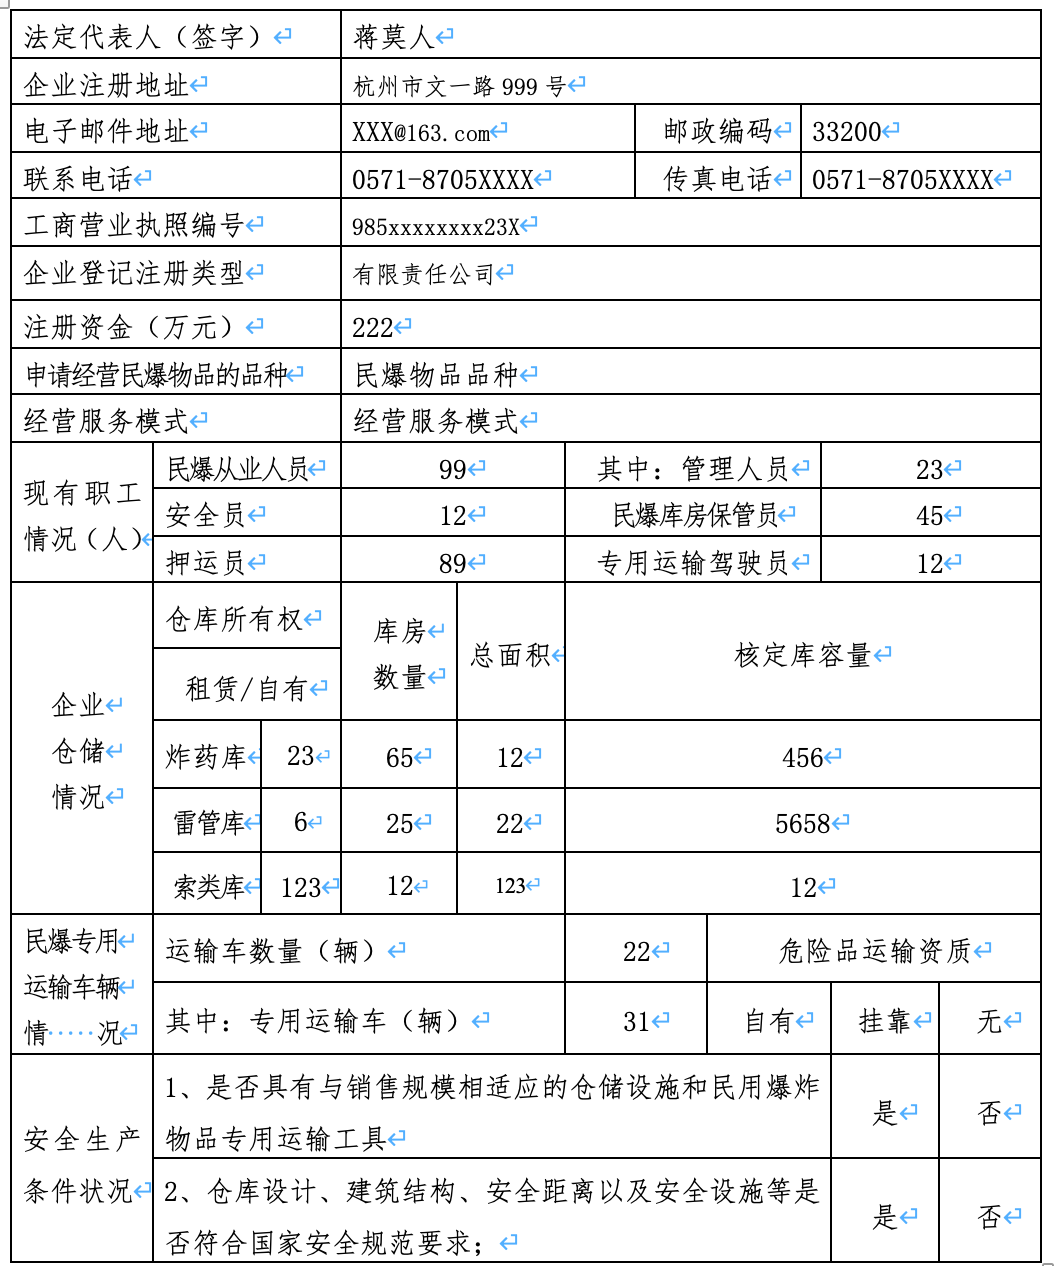 法定代表人（签字） 蒋莫人
企业注册地址 杭州市文一路 999 号
电子邮件地址 XXX@163.com 邮政编码 33200
联系电话 0571-8705XXXX 传真电话 0571-8705XXXX
工商营业执照编号 985xxxxxxxx23X
企业登记注册类型 有限责任公司
注册资金（万元） 222
申请经营民爆物品的品种 民爆物品品种
经营服务模式 经营服务模式
现有职工
情况（人）
民爆从业人员 99 其中：管理人员 23
安全员 12 民爆库房保管员 45
押运员 89 专用运输驾驶员 12
企业
仓储
情况
仓库所有权
租赁/自有
库房
数量
总面积
核定库容量
炸药库 23 65 12 456
雷管库 6 25 22 5658
索类库 123 12 123 12
民爆专用
运输车辆
情·····况
运输车数量（辆） 22 危险品运输资质
其中：专用运输车（辆） 31 自有 挂靠 无
安全生产
条件状况
1、是否具有与销售规模相适应的仓储设施和民用爆炸
物品专用运输工具
是 否
2、仓库设计、建筑结构、安全距离以及安全设施等是
否符合国家安全规范要求；
是 否